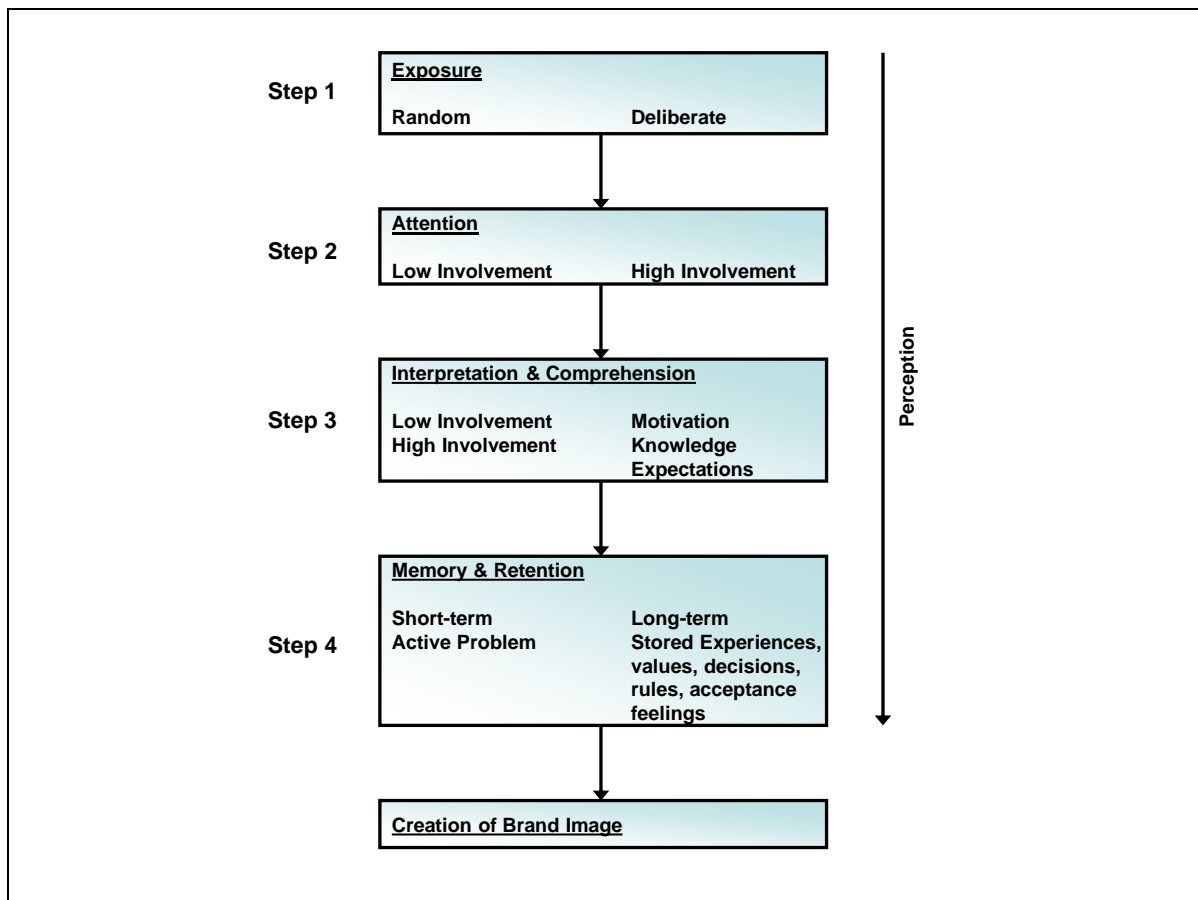 Step 1
Exposure
Random Deliberate
Step 2
Attention
Low Involvement High Involvement
Step 3
Interpretation & Comprehension
Low Involvement Motivation
High Involvement Knowledge
Expectations
Step 4
Memory & Retention
Short-term Long-term
Active Problem Stored Experiences,
values, decisions,
rules, acceptance
feelings
Creation of Brand Image
Perception